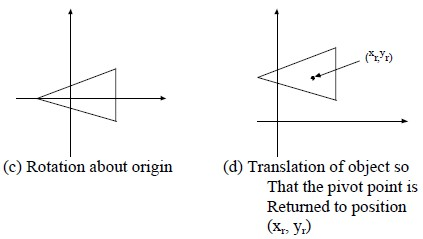 (xr,yr)
(c) Rotation about origin
(d) Translation of object so
That the pivot point is
Returned to position
(xr, yr)